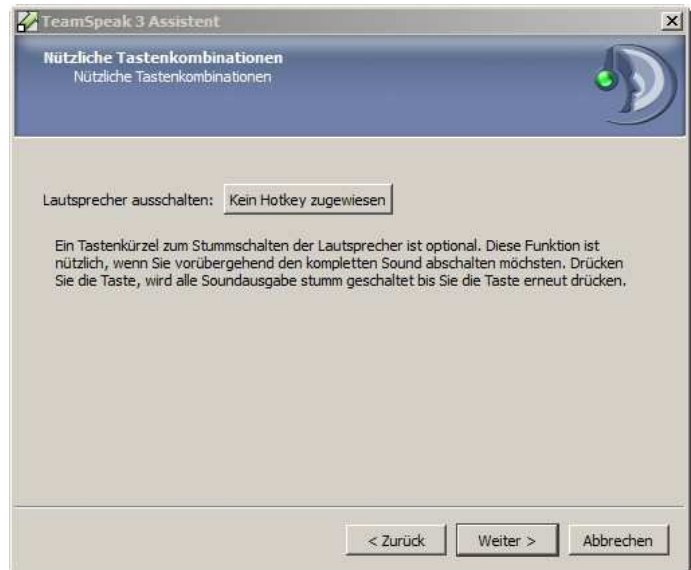 TeamSpeak 3 Assistent
Nützliche Tastenkombinationen
Nützliche Tastenkombinationen
Lautsprecher ausschalten: Kein Hotkey zugewiesen
Ein Tastenkürzel zum Stummschalten der Lautsprecher ist optional. Diese Funktion ist
nützlich, wenn Sie vorübergehend den kompletten Sound abschalten möchsten. Drücken
Sie die Taste, wird alle Soundausgabe stumm geschaltet bis Sie die Taste erneut drücken.
< Zurück Weiter > Abbrechen